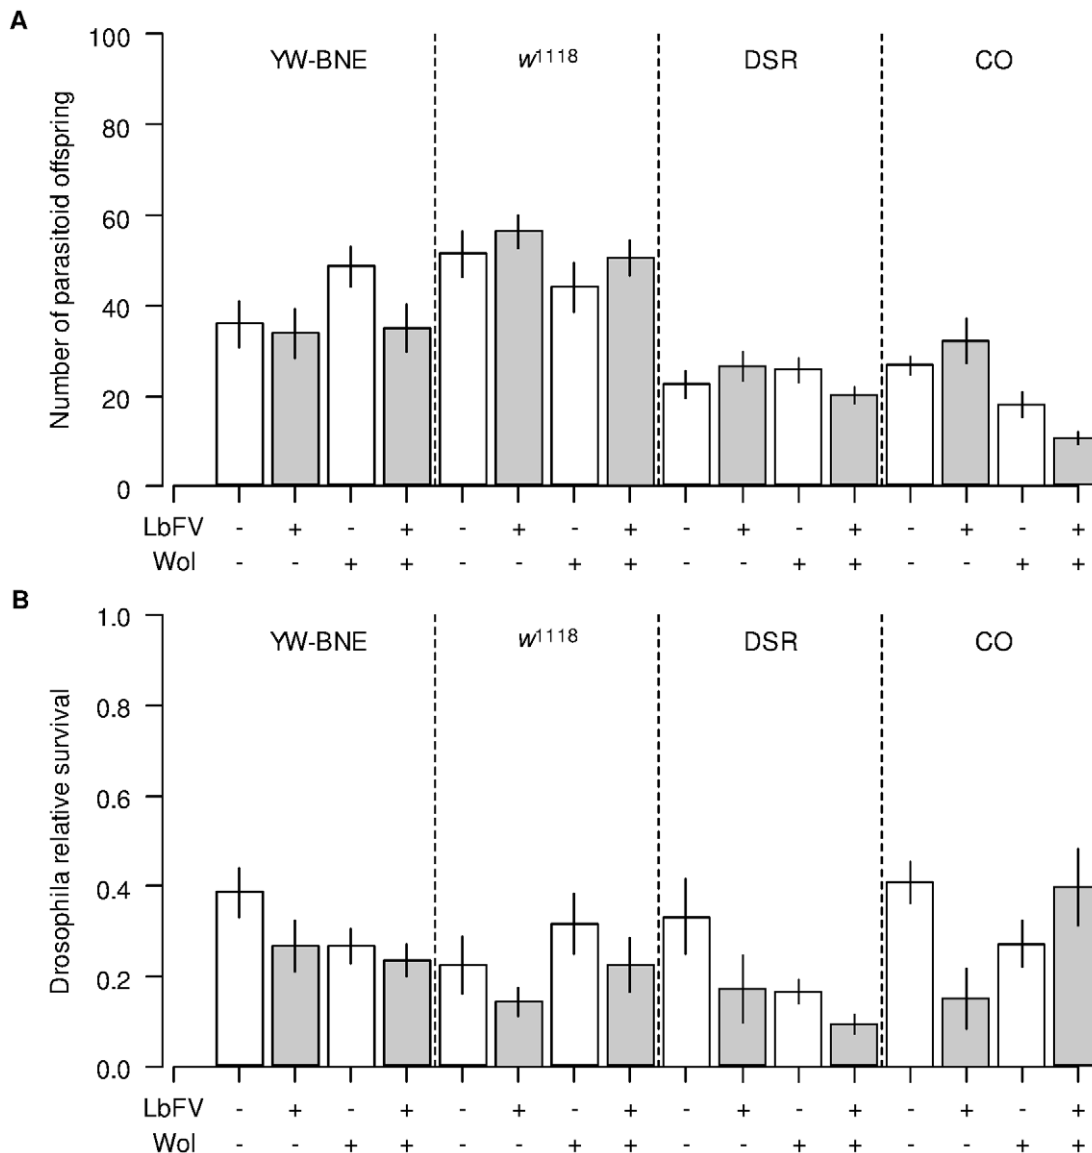 A
Number of parasitoid offspring
100
80
60
40
20
0
YW-BNE w1118 DSR CO
LbFV - + - + - + - + - + - + - + - +
Wol - - + + - - + + - - + + - - + +
B
Drosophila relative survival
1.0
0.8
0.6
0.4
0.2
0.0
YW-BNE w1118 DSR CO
LbFV - + - + - + - + - + - + - + - +
Wol - - + + - - + + - - + + - - + +